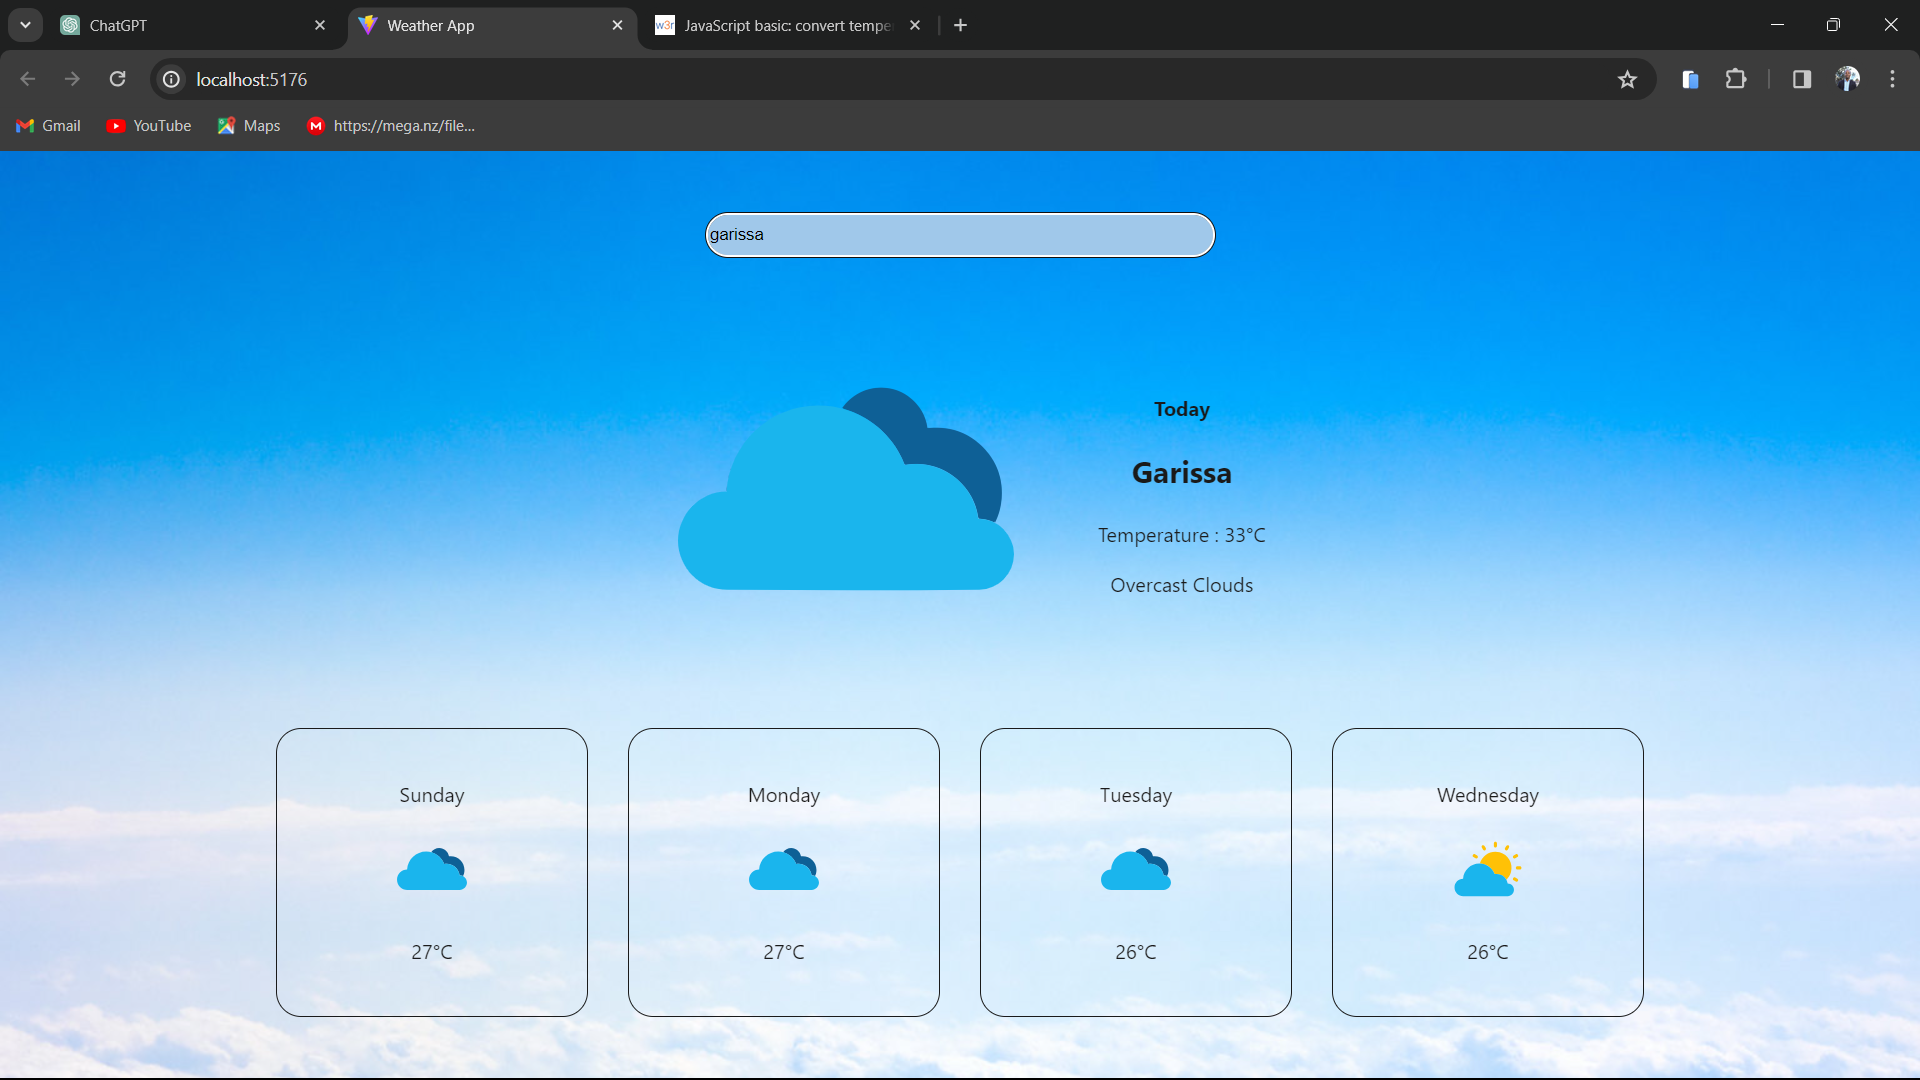 ChatGPT
Weather App
w3r JavaScript basic: convert tempe
localhost:5176
Gmail
YouTube
Maps
https://mega.nz/file...
garissa
Today
Garissa
Temperature : 33°C
Overcast Clouds
Sunday
Monday
Tuesday
Wednesday
27°C
27°C
26°C
26°C